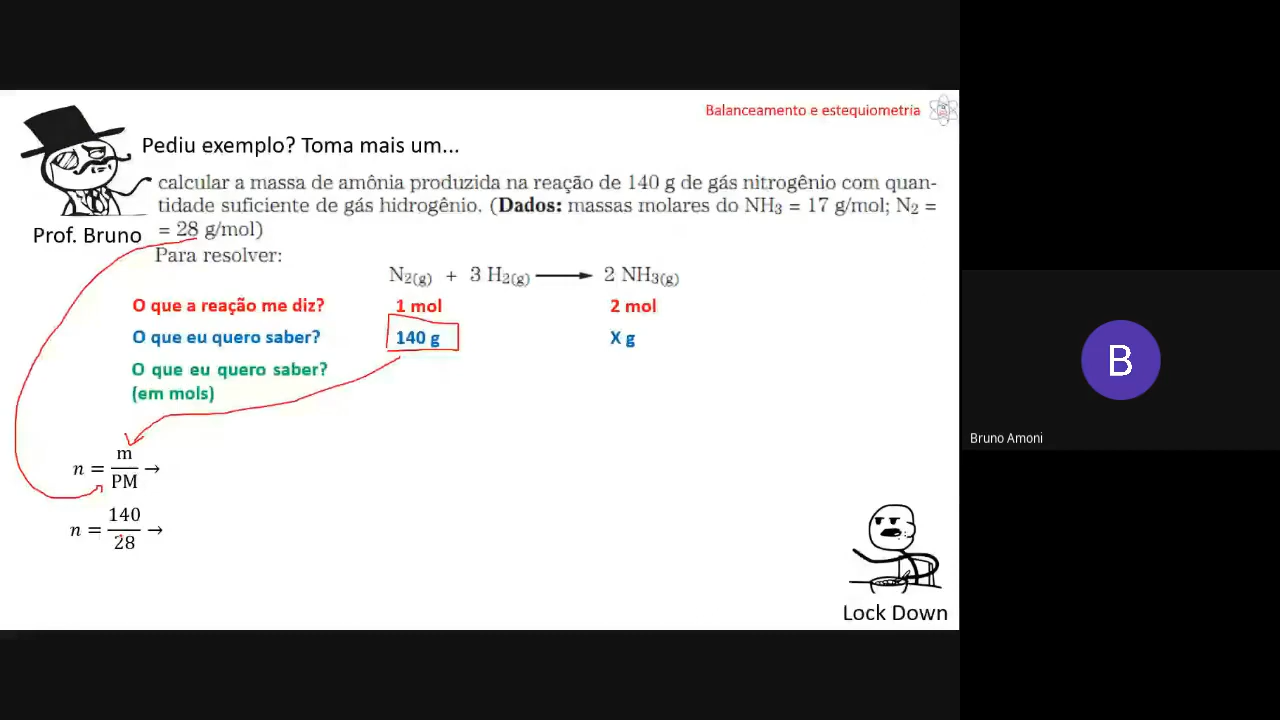 Balanceamento e estequiometria
Pediu exemplo? Toma mais um...
calcular a massa de amônia produzida na reação de 140 g de gás nitrogênio com quan-
tidade suficiente de gás hidrogênio. (Dados: massas molares do NH₃ = 17 g/mol; N₂ =
= 28 g/mol)
Prof. Bruno
Para resolver:
N₂(g) + 3 H₂(g) ⟶ 2 NH₃(g)
O que a reação me diz? 1 mol 2 mol
O que eu quero saber? 140 g X g
O que eu quero saber?
(em mols)
n = m/PM →
n = 140/28 →
Lock Down
B
Bruno Amoni